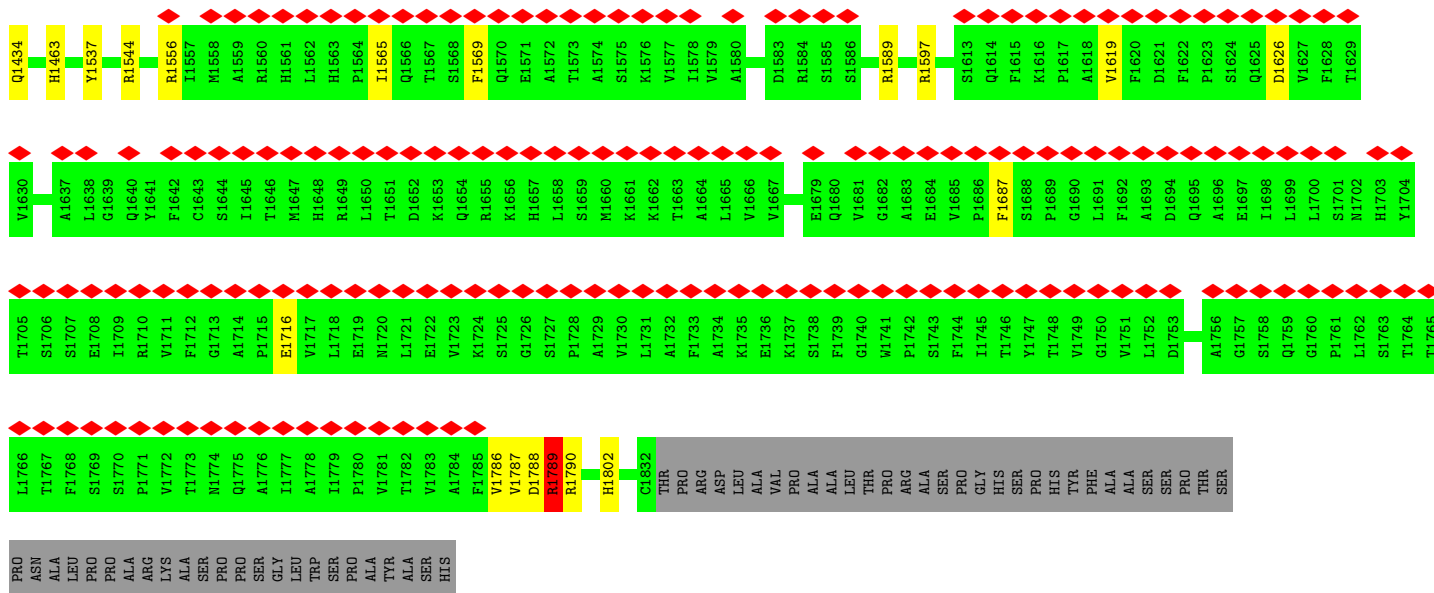 Q1434 H1463 Y1537 R1544 R1556 I1557 M1558 A1559 R1560 H1561 L1562 H1563 P1564 I1565 Q1566 T1567 S1568 F1569 Q1570 E1571 A1572 T1573 A1574 S1575 K1576 V1577 I1578 V1579 A1580 D1583 R1584 S1585 S1586 R1589 R1597 S1613 Q1614 F1615 K1616 P1617 A1618 V1619 F1620 D1621 F1622 P1623 S1624 Q1625 D1626 V1627 F1628 T1629
V1630 A1637 L1638 G1639 Q1640 Y1641 F1642 C1643 S1644 I1645 T1646 M1647 H1648 R1649 L1650 T1651 D1652 K1653 Q1654 R1655 K1656 H1657 L1658 S1659 M1660 K1661 K1662 T1663 A1664 L1665 V1666 V1667 E1679 Q1680 V1681 G1682 A1683 E1684 V1685 P1686 F1687 S1688 P1689 G1690 L1691 F1692 A1693 D1694 Q1695 A1696 E1697 I1698 L1699 L1700 S1701 N1702 H1703 Y1704
T1705 S1706 S1707 E1708 I1709 R1710 V1711 F1712 G1713 A1714 P1715 E1716 V1717 L1718 E1719 N1720 L1721 E1722 V1723 K1724 S1725 G1726 S1727 P1728 A1729 V1730 L1731 A1732 F1733 A1734 K1735 E1736 K1737 S1738 F1739 G1740 W1741 P1742 S1743 F1744 I1745 T1746 Y1747 T1748 V1749 G1750 V1751 L1752 D1753 A1756 G1757 S1758 Q1759 G1760 P1761 L1762 S1763 T1764 T1765
L1766 T1767 F1768 S1769 S1770 P1771 V1772 T1773 N1774 Q1775 A1776 I1777 A1778 I1779 P1780 V1781 T1782 V1783 A1784 F1785 V1786 V1787 D1788 R1789 R1790 H1802 C1832 THR PRO ARG ASP LEU ALA VAL PRO ALA ALA LEU THR PRO ARG ALA SER PRO GLY HIS SER PRO HIS TYR PHE ALA ALA SER SER PRO THR SER
PRO ASN ALA LEU PRO PRO ALA ARG LYS ALA SER PRO PRO SER GLY LEU TRP SER PRO ALA TYR ALA SER HIS